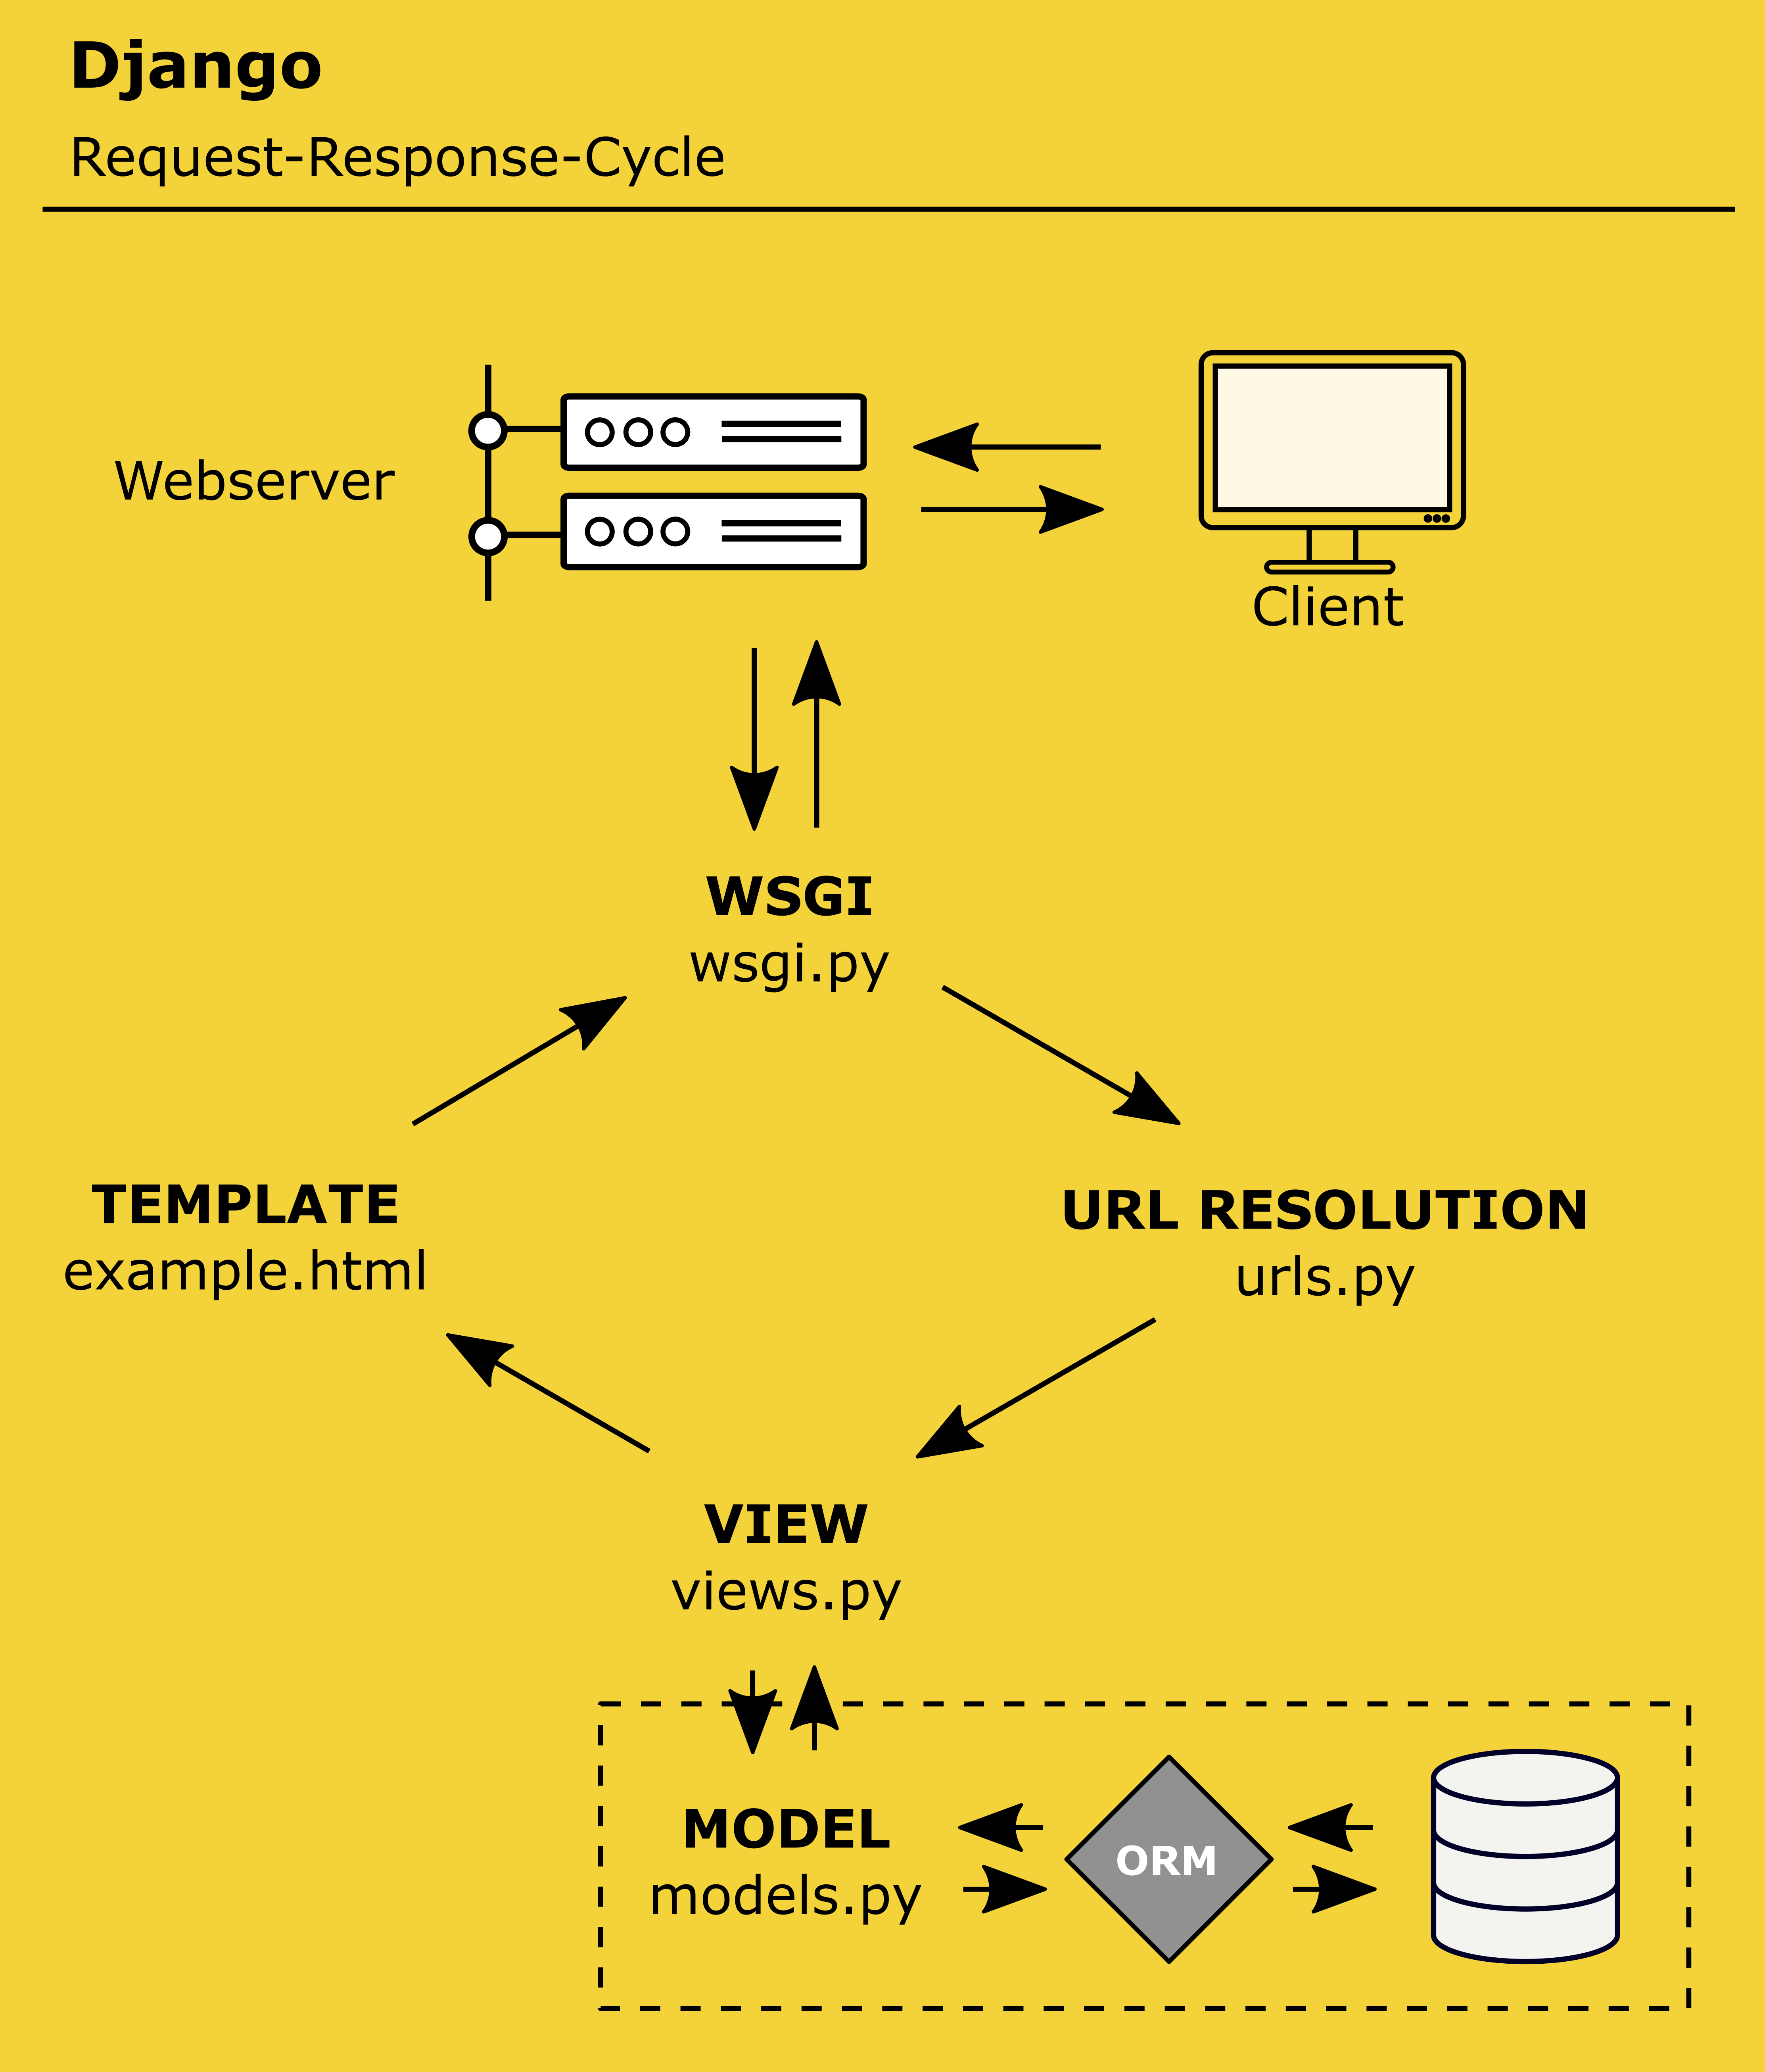 Django
Request-Response-Cycle
Webserver
Client
WSGI
wsgi.py
TEMPLATE
example.html
URL RESOLUTION
urls.py
VIEW
views.py
MODEL
models.py
ORM